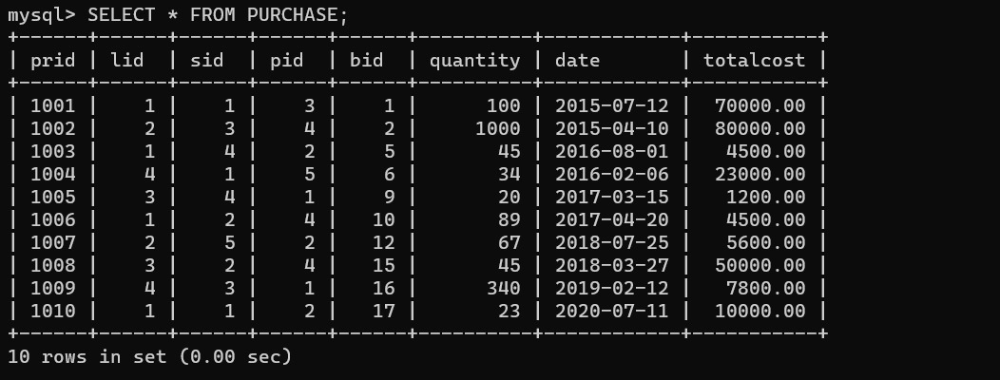 mysql> SELECT * FROM PURCHASE;
+------+------+------+------+------+----------+------------+-----------+
| prid | lid  | sid  | pid  | bid  | quantity | date       | totalcost |
+------+------+------+------+------+----------+------------+-----------+
| 1001 |    1 |    1 |    3 |    1 |      100 | 2015-07-12 |  70000.00 |
| 1002 |    2 |    3 |    4 |    2 |     1000 | 2015-04-10 |  80000.00 |
| 1003 |    1 |    4 |    2 |    5 |       45 | 2016-08-01 |   4500.00 |
| 1004 |    4 |    1 |    5 |    6 |       34 | 2016-02-06 |  23000.00 |
| 1005 |    3 |    4 |    1 |    9 |       20 | 2017-03-15 |   1200.00 |
| 1006 |    1 |    2 |    4 |   10 |       89 | 2017-04-20 |   4500.00 |
| 1007 |    2 |    5 |    2 |   12 |       67 | 2018-07-25 |   5600.00 |
| 1008 |    3 |    2 |    4 |   15 |       45 | 2018-03-27 |  50000.00 |
| 1009 |    4 |    3 |    1 |   16 |      340 | 2019-02-12 |   7800.00 |
| 1010 |    1 |    1 |    2 |   17 |       23 | 2020-07-11 |  10000.00 |
+------+------+------+------+------+----------+------------+-----------+
10 rows in set (0.00 sec)